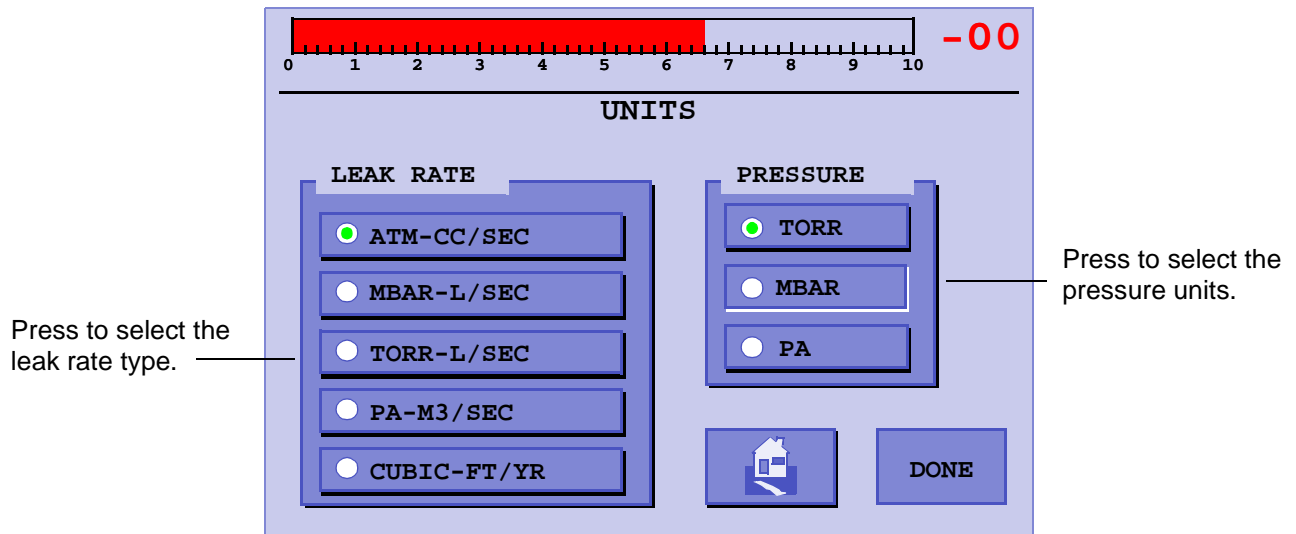 -00
0 1 2 3 4 5 6 7 8 9 10
UNITS
LEAK RATE
ATM-CC/SEC
MBAR-L/SEC
TORR-L/SEC
PA-M3/SEC
CUBIC-FT/YR
PRESSURE
TORR
MBAR
PA
DONE
Press to select the
leak rate type.
Press to select the
pressure units.